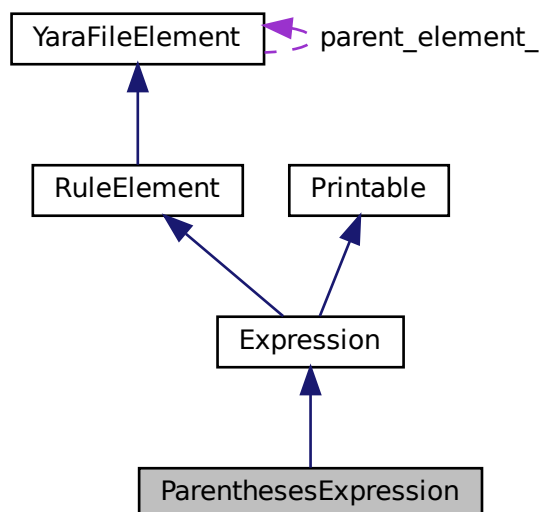 YaraFileElement
parent_element_
RuleElement
Printable
Expression
ParenthesesExpression